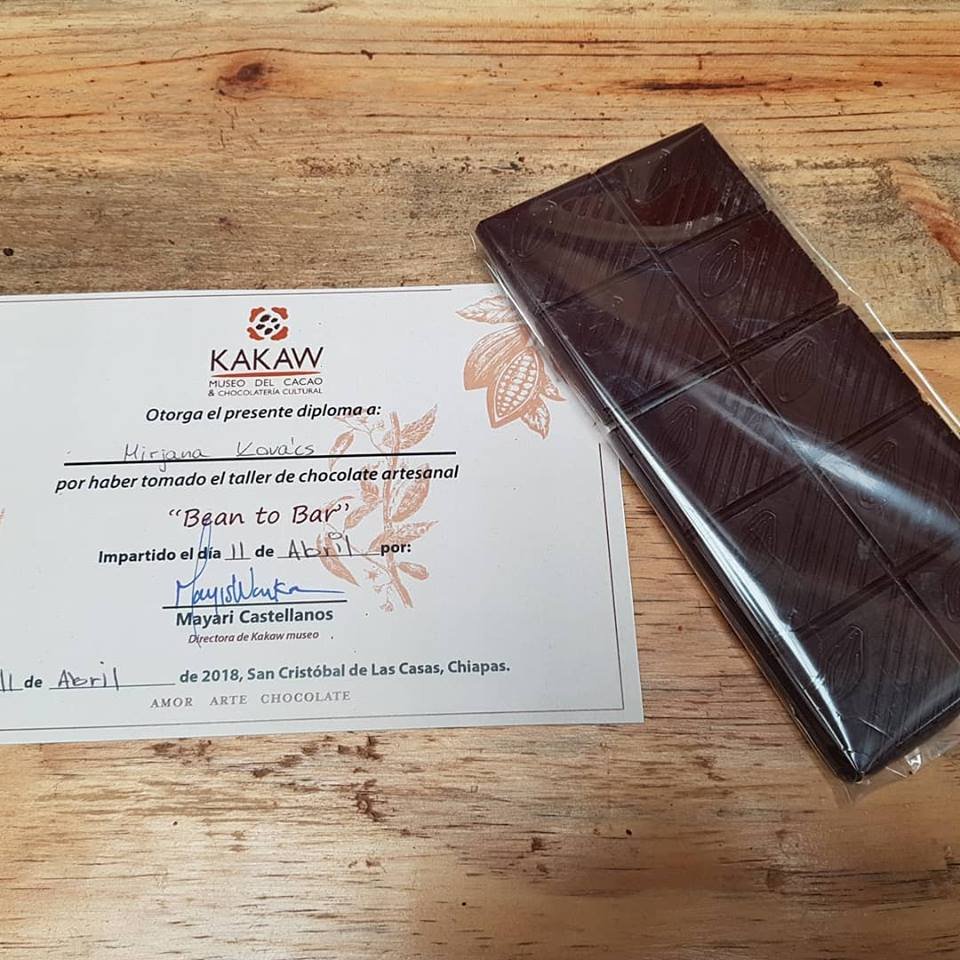 KAKAW
MUSEO DEL CACAO
& CHOCOLATERÍA CULTURAL
Otorga el presente diploma a:
Mirjana Kovács
por haber tomado el taller de chocolate artesanal
“Bean to Bar”
Impartido el día 11 de Abril por:
Mayari Castellanos
Directora de Kakaw museo
11 de Abril de 2018, San Cristóbal de Las Casas, Chiapas.
AMOR ARTE CHOCOLATE